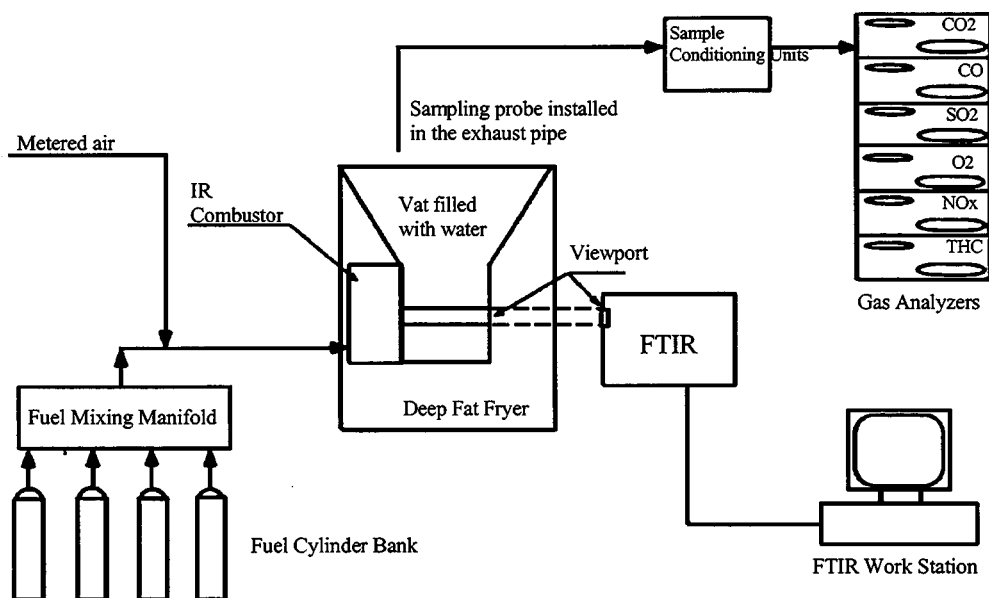 Sample
Conditioning Units
CO2
CO
SO2
O2
NOx
THC
Gas Analyzers
Sampling probe installed
in the exhaust pipe
Metered air
IR
Combustor
Vat filled
with water
Viewport
FTIR
Deep Fat Fryer
Fuel Mixing Manifold
Fuel Cylinder Bank
FTIR Work Station